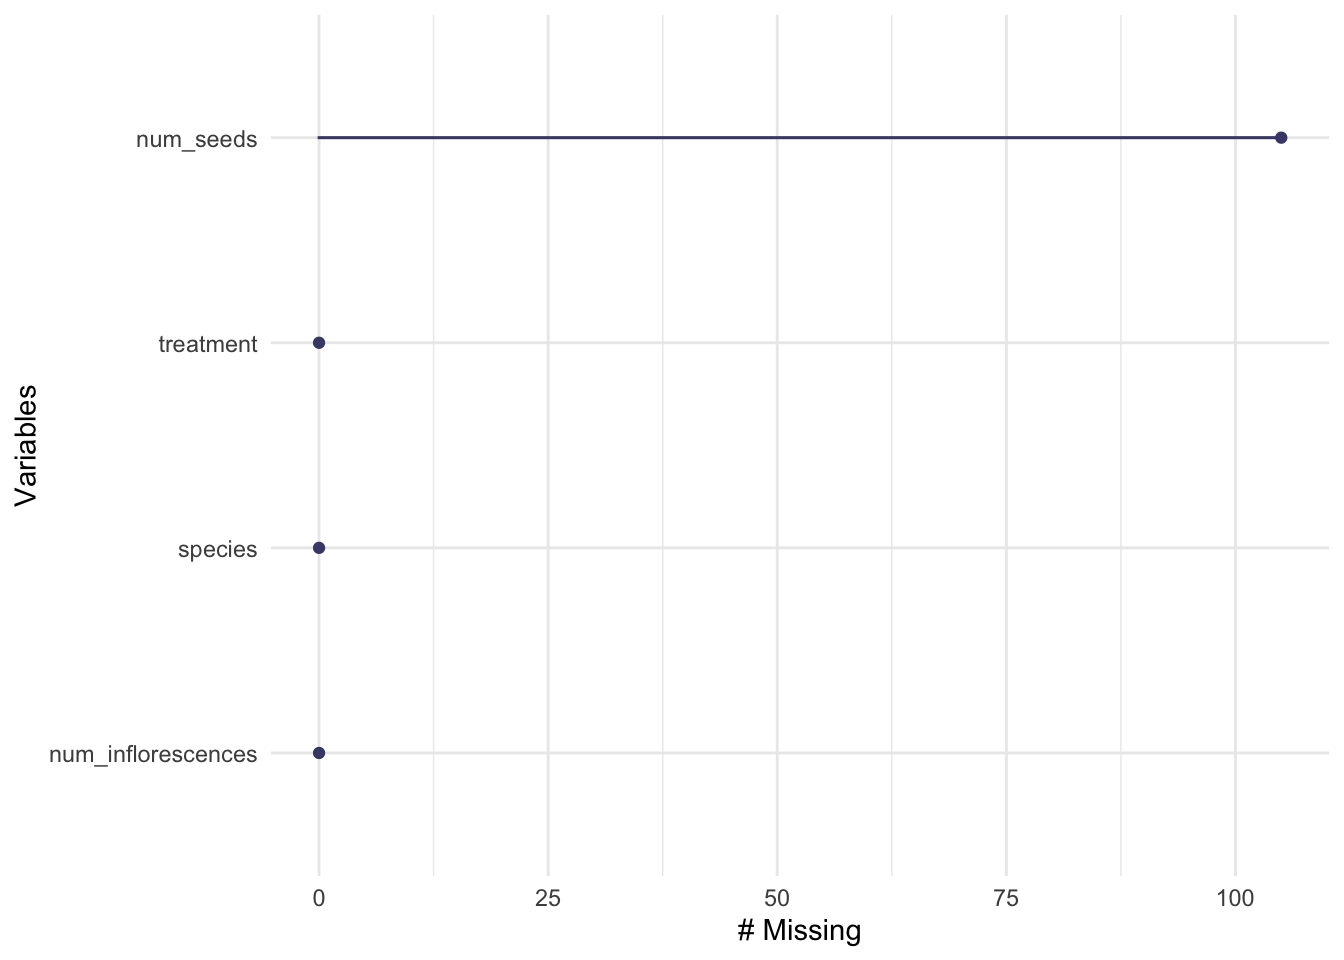 num_seeds
treatment
Variables
species
num_inflorescences
0 25 50 75 100
# Missing